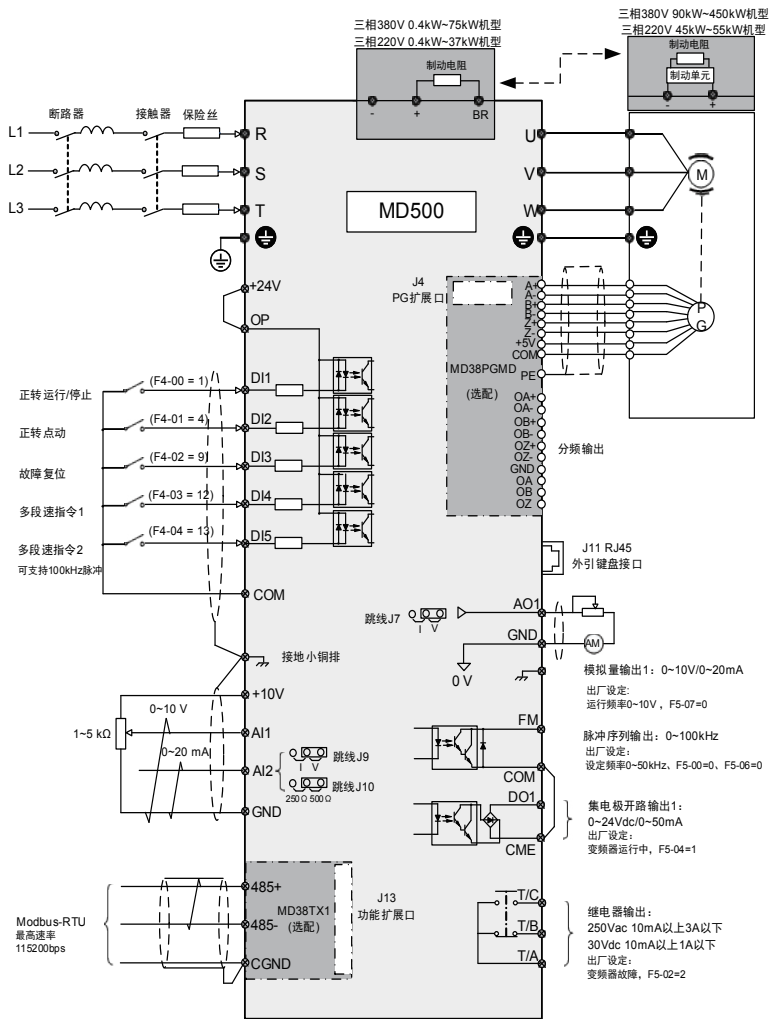 三相380V 0.4kW~75kW机型
三相220V 0.4kW~37kW机型
制动电阻
-
+
BR
三相380V 90kW~450kW机型
三相220V 45kW~55kW机型
制动电阻
制动单元
-
+
断路器
接触器
保险丝
L1
R
U
L2
S
V
M
L3
T
W
MD500
+24V
OP
J4
PG扩展口
A+
A-
B+
B-
Z+
Z-
+5V
COM
PE
P
G
MD38PGMD
(选配)
OA+
OA-
OB+
OB-
OZ+
OZ-
GND
OA
OB
OZ
分频输出
正转运行/停止
(F4-00 = 1)
DI1
正转点动
(F4-01 = 4)
DI2
故障复位
(F4-02 = 9)
DI3
多段速指令1
(F4-03 = 12)
DI4
多段速指令2
(F4-04 = 13)
DI5
可支持100kHz脉冲
COM
J11 RJ45
外引键盘接口
跳线J7
I
V
AO1
GND
AM
0 V
接地小铜排
模拟量输出1：0~10V/0~20mA
出厂设定:
运行频率0~10V ，F5-07=0
+10V
0~10 V
1~5 kΩ
AI1
0~20 mA
AI2
I
V
跳线J9
250Ω
500Ω
跳线J10
GND
FM
COM
脉冲序列输出：0~100kHz
出厂设定：
设定频率0~50kHz、F5-00=0、F5-06=0
DO1
CME
集电极开路输出1：
0~24Vdc/0~50mA
出厂设定：
变频器运行中，F5-04=1
Modbus-RTU
最高速率
115200bps
485+
485-
CGND
MD38TX1
(选配)
J13
功能扩展口
T/C
T/B
T/A
继电器输出：
250Vac 10mA以上3A以下
30Vdc 10mA以上1A以下
出厂设定：
变频器故障，F5-02=2